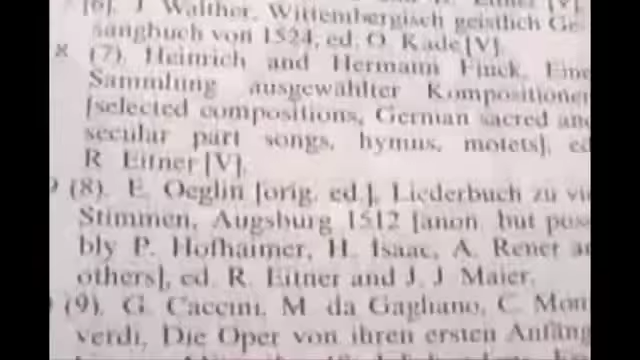 [6]. J. Walther, Wittembergisch geistlich Ge-
sangbuch von 1524, ed. O. Kade [V].
(7). Heinrich and Hermann Finck, Eine
Sammlung ausgewählter Kompositionen
[selected compositions, German sacred and
secular part songs, hymns, motets], ed
R. Eitner [V].
(8). E. Oeglin [orig. ed.], Liederbuch zu vie
Stimmen, Augsburg 1512 [anon. but poss
bly P. Hofhaimer, H. Isaac, A. Rener a
others], ed. R. Eitner and J. J. Maier.
(9). G. Caccini, M. da Gagliano, C. Mon
verdi, Die Oper von ihren ersten Anfäng